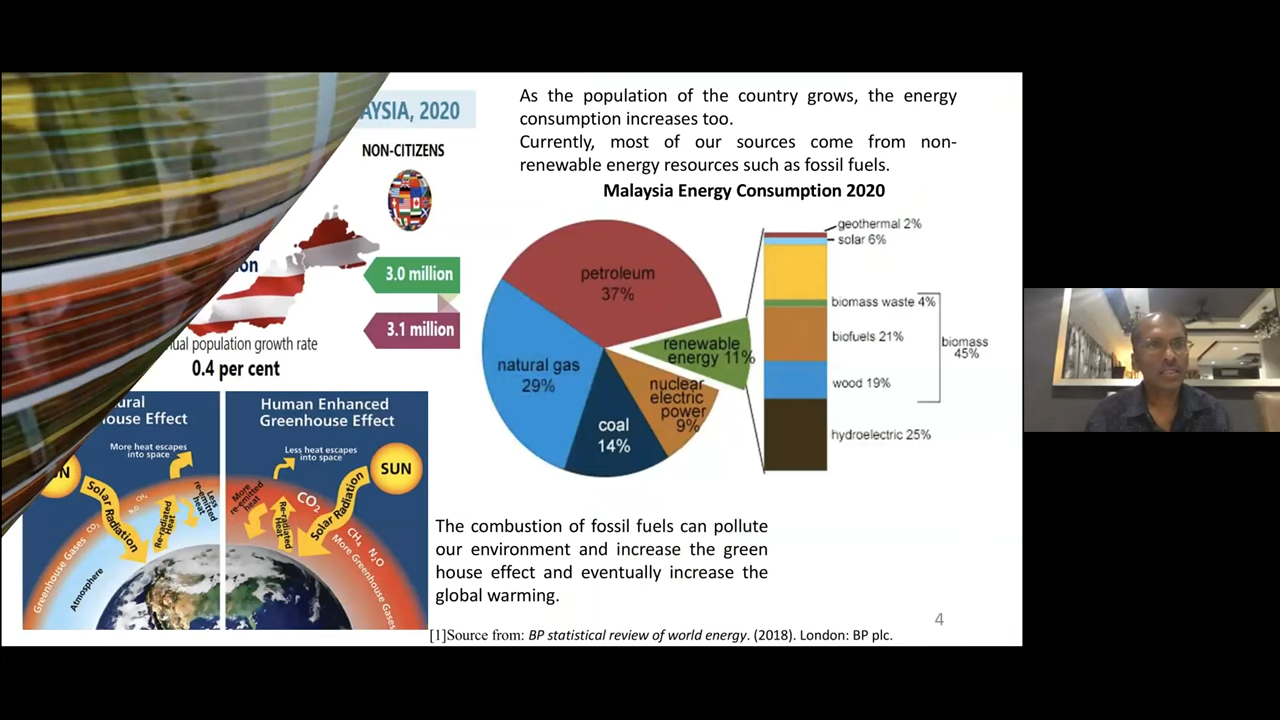 AYSIA, 2020
NON-CITIZENS
on
3.0 million
3.1 million
ual population growth rate
0.4 per cent
As the population of the country grows, the energy
consumption increases too.
Currently, most of our sources come from non-
renewable energy resources such as fossil fuels.
Malaysia Energy Consumption 2020
petroleum
37%
natural gas
29%
coal
14%
nuclear
electric
power
9%
renewable
energy 11%
geothermal 2%
solar 6%
biomass waste 4%
biofuels 21%
wood 19%
biomass
45%
hydroelectric 25%
ural
ouse Effect
More heat escapes
into space
N
Solar Radiation
Re-radiated
Heat
Less
re-emitted
heat
CO₂
N₂O
CH₄
Greenhouse Gases
Atmosphere
Human Enhanced
Greenhouse Effect
Less heat escapes
into space
SUN
More
re-emitted
heat
Re-radiated
Heat
Solar Radiation
CO₂
CH₄
N₂O
More Greenhouse Gases
The combustion of fossil fuels can pollute
our environment and increase the green
house effect and eventually increase the
global warming.
4
[1]Source from: BP statistical review of world energy. (2018). London: BP plc.